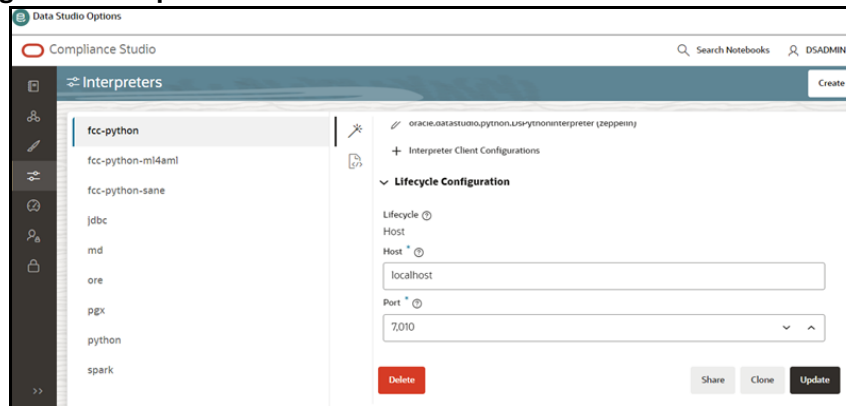 Data Studio Options
Compliance Studio
Search Notebooks
DSADMIN
Interpreters
Create
fcc-python
fcc-python-ml4aml
fcc-python-sane
jdbc
md
ore
pgx
python
spark
oracle.datastudio.python.DsPythonInterpreter (zeppelin)
+ Interpreter Client Configurations
Lifecycle Configuration
Lifecycle
Host
Host *
localhost
Port *
7,010
Delete
Share
Clone
Update
>>